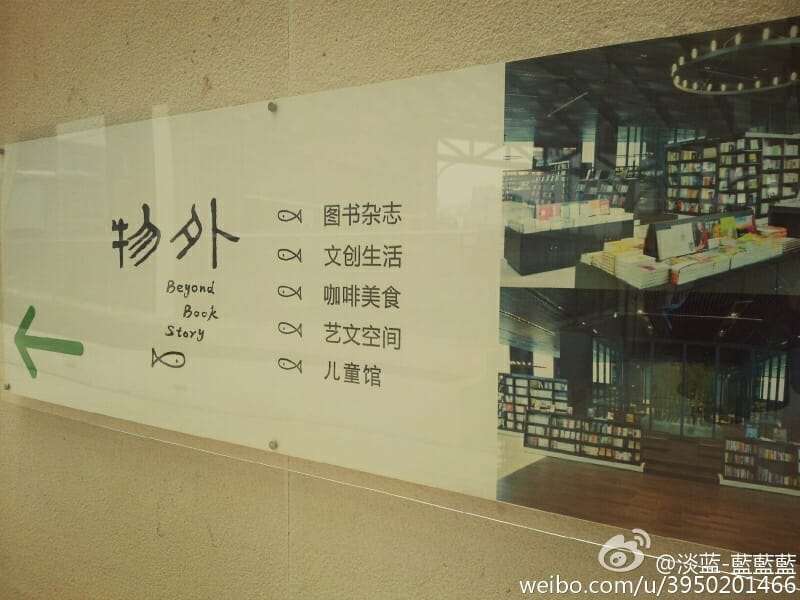 物外
Beyond
Book
Story
图书杂志
文创生活
咖啡美食
艺文空间
儿童馆
@淡蓝-藍藍藍
weibo.com/u/3950201466